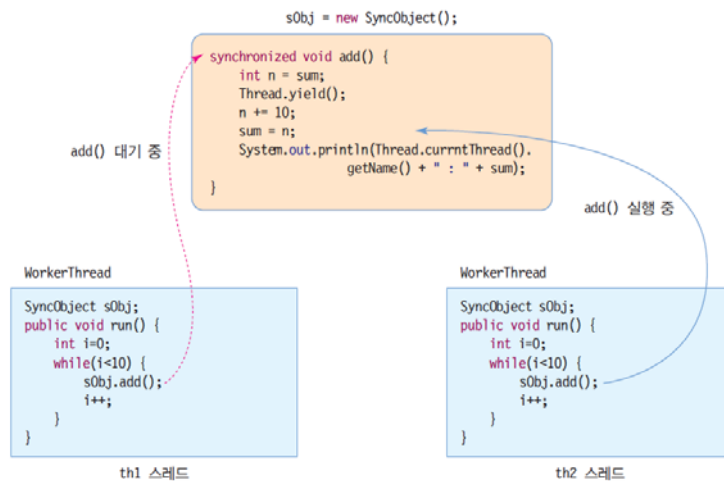 sObj = new SyncObject();
synchronized void add() {
int n = sum;
Thread.yield();
n += 10;
sum = n;
System.out.println(Thread.currntThread().
getName() + " : " + sum);
}
add() 대기 중
add() 실행 중
WorkerThread
SyncObject sObj;
public void run() {
int i=0;
while(i<10) {
sObj.add();
i++;
}
}
th1 스레드
WorkerThread
SyncObject sObj;
public void run() {
int i=0;
while(i<10) {
sObj.add();
i++;
}
}
th2 스레드